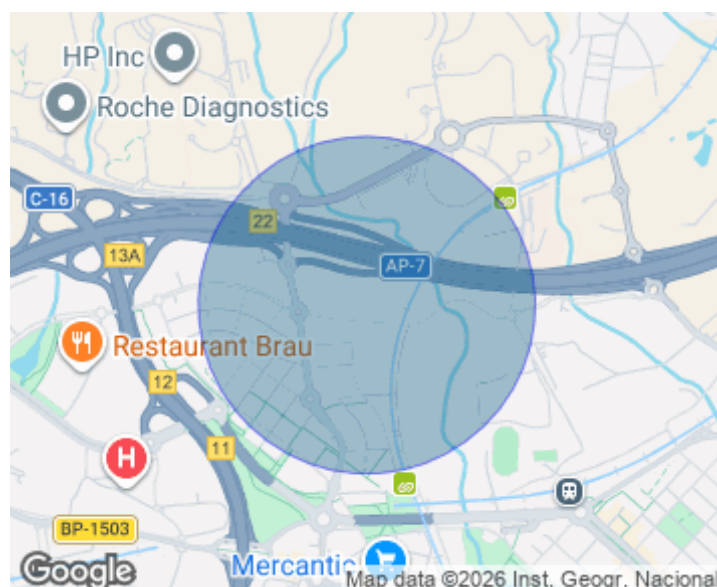 HP Inc
Roche Diagnostics
C-16
22
13A
AP-7
Restaurant Brau
12
11
H
BP-1503
Mercantic
Google
Map data ©2026 Inst. Geogr. Nacional